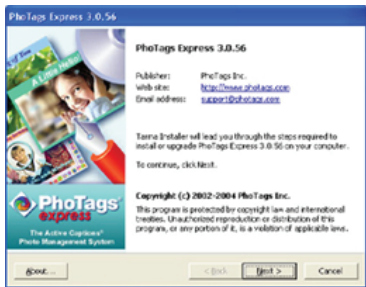 PhoTags Express 3.0.56
PhoTags Express 3.0.56
Publisher: PhoTags Inc.
Web site: http://www.photags.com
Email address: support@photags.com
A Little Hello!
Tarma Installer will lead you through the steps required to
install or upgrade PhoTags Express 3.0.56 on your computer.
To continue, click Next.
PhoTags
express
The Active Captions
Photo Management System
Copyright (c) 2002-2004 PhoTags Inc.
This program is protected by copyright law and international
treaties. Unauthorized reproduction or distribution of this
program, or any portion of it, is a violation of applicable laws.
About...
< Back
Next >
Cancel